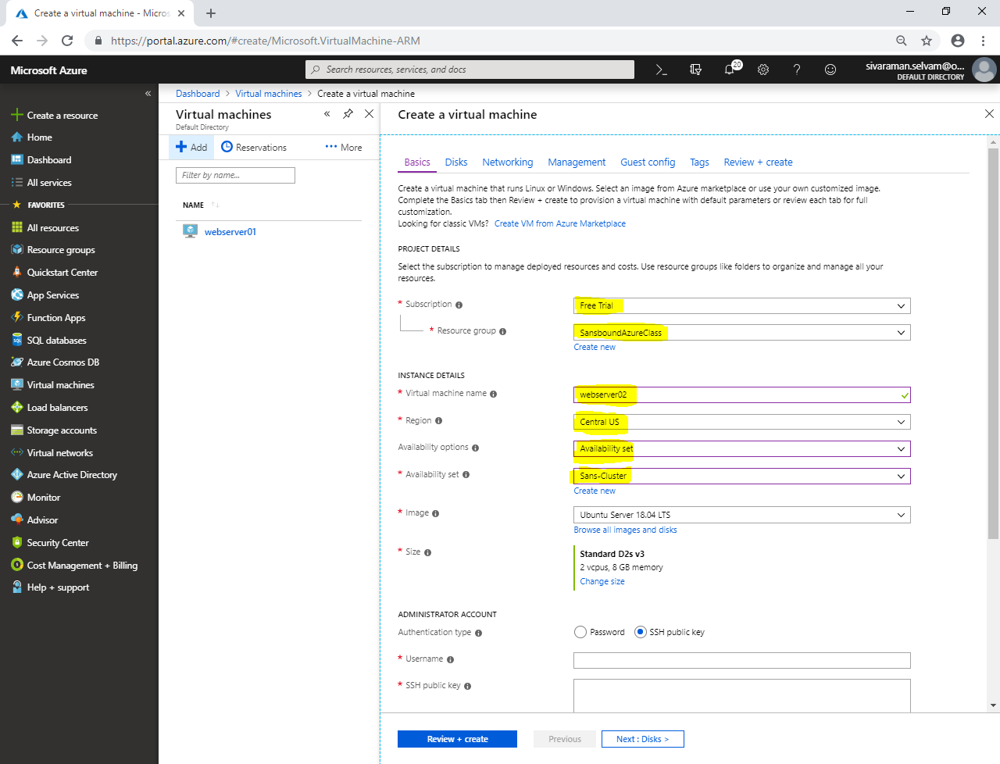 Create a virtual machine - Micros
https://portal.azure.com/#create/Microsoft.VirtualMachine-ARM
Microsoft Azure
Search resources, services, and docs
20
sivaraman.selvam@o...
DEFAULT DIRECTORY
Create a resource
Home
Dashboard
All services
FAVORITES
All resources
Resource groups
Quickstart Center
App Services
Function Apps
SQL databases
Azure Cosmos DB
Virtual machines
Load balancers
Storage accounts
Virtual networks
Azure Active Directory
Monitor
Advisor
Security Center
Cost Management + Billing
Help + support
Dashboard > Virtual machines > Create a virtual machine
Virtual machines
Default Directory
Add Reservations ... More
Filter by name...
NAME
webserver01
Create a virtual machine
Basics Disks Networking Management Guest config Tags Review + create
Create a virtual machine that runs Linux or Windows. Select an image from Azure marketplace or use your own customized image.
Complete the Basics tab then Review + create to provision a virtual machine with default parameters or review each tab for full
customization.
Looking for classic VMs? Create VM from Azure Marketplace
PROJECT DETAILS
Select the subscription to manage deployed resources and costs. Use resource groups like folders to organize and manage all your
resources.
* Subscription Free Trial
* Resource group SansboundAzureClass
Create new
INSTANCE DETAILS
* Virtual machine name webserver02
* Region Central US
Availability options Availability set
* Availability set Sans-Cluster
Create new
* Image Ubuntu Server 18.04 LTS
Browse all images and disks
* Size Standard D2s v3
2 vcpus, 8 GB memory
Change size
ADMINISTRATOR ACCOUNT
Authentication type Password SSH public key
* Username
* SSH public key
Review + create Previous Next : Disks >